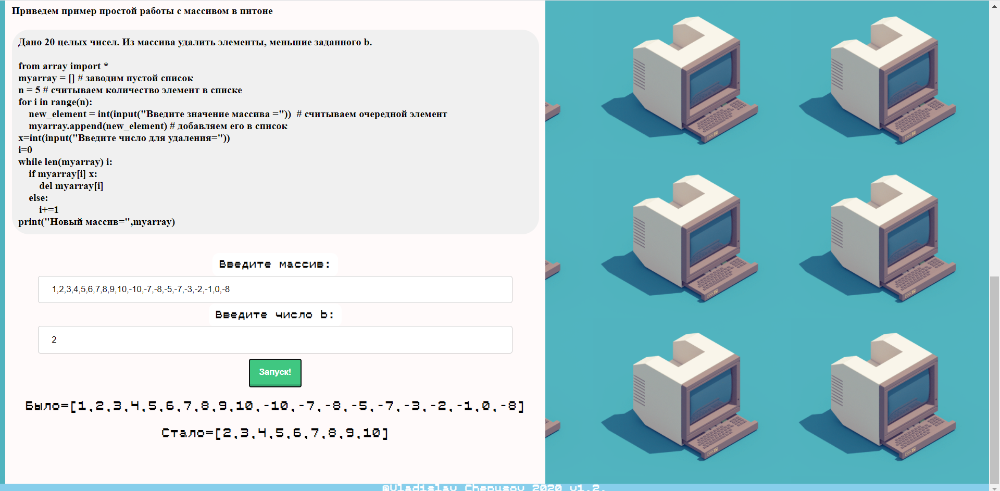 Приведем пример простой работы с массивом в питоне
Дано 20 целых чисел. Из массива удалить элементы, меньшие заданного b.
from array import *
myarray = [] # заводим пустой список
n = 5 # считываем количество элемент в списке
for i in range(n):
    new_element = int(input("Введите значение массива ="))  # считываем очередной элемент
    myarray.append(new_element) # добавляем его в список
x=int(input("Введите число для удаления="))
i=0
while len(myarray) i:
    if myarray[i] x:
        del myarray[i]
    else:
        i+=1
print("Новый массив=",myarray)
Введите массив:
1,2,3,4,5,6,7,8,9,10,-10,-7,-8,-5,-7,-3,-2,-1,0,-8
Введите число b:
2
Запуск!
Было=[1,2,3,4,5,6,7,8,9,10,-10,-7,-8,-5,-7,-3,-2,-1,0,-8]
Стало=[2,3,4,5,6,7,8,9,10]
@Vladislav Chepusov 2020 v1.2.